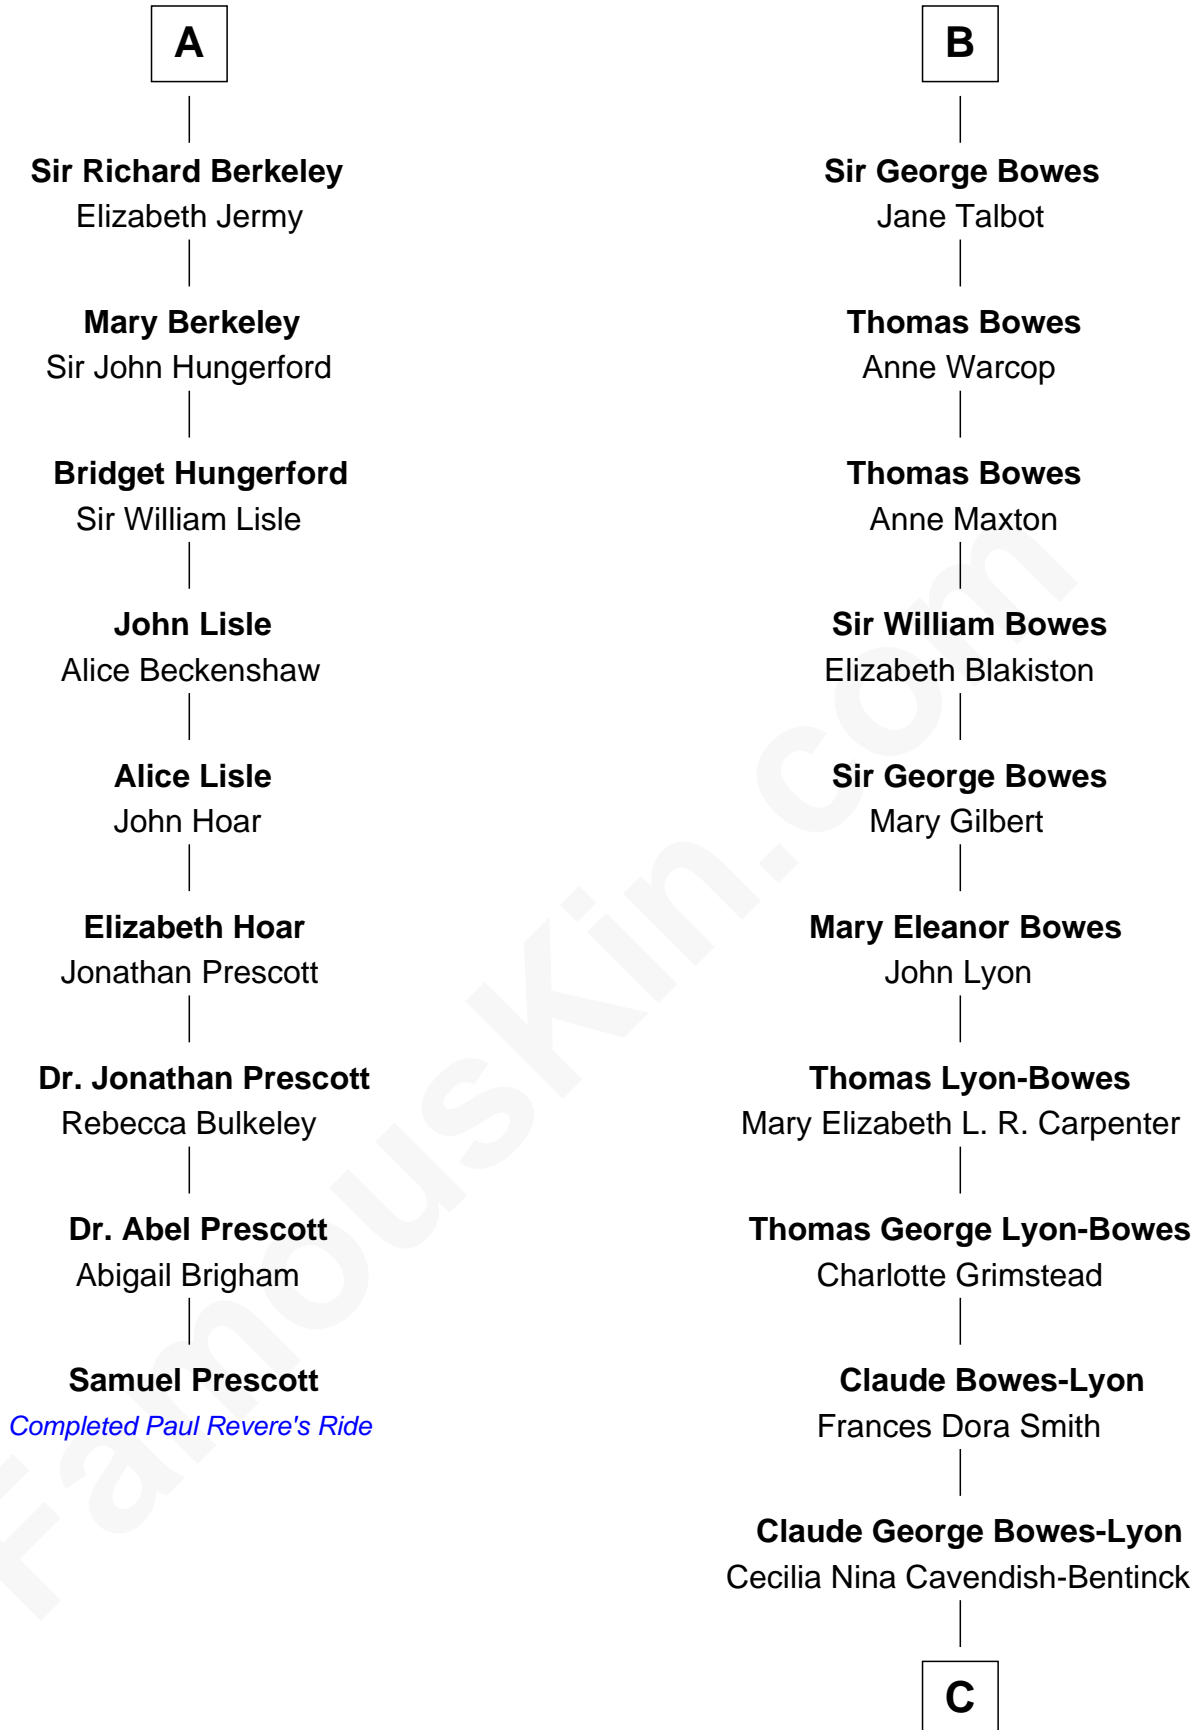 A
Sir Richard Berkeley
Elizabeth Jermy
Mary Berkeley
Sir John Hungerford
Bridget Hungerford
Sir William Lisle
John Lisle
Alice Beckenshaw
Alice Lisle
John Hoar
Elizabeth Hoar
Jonathan Prescott
Dr. Jonathan Prescott
Rebecca Bulkeley
Dr. Abel Prescott
Abigail Brigham
Samuel Prescott
Completed Paul Revere's Ride
B
Sir George Bowes
Jane Talbot
Thomas Bowes
Anne Warcop
Thomas Bowes
Anne Maxton
Sir William Bowes
Elizabeth Blakiston
Sir George Bowes
Mary Gilbert
Mary Eleanor Bowes
John Lyon
Thomas Lyon-Bowes
Mary Elizabeth L. R. Carpenter
Thomas George Lyon-Bowes
Charlotte Grimstead
Claude Bowes-Lyon
Frances Dora Smith
Claude George Bowes-Lyon
Cecilia Nina Cavendish-Bentinck
C
FamousKin.com